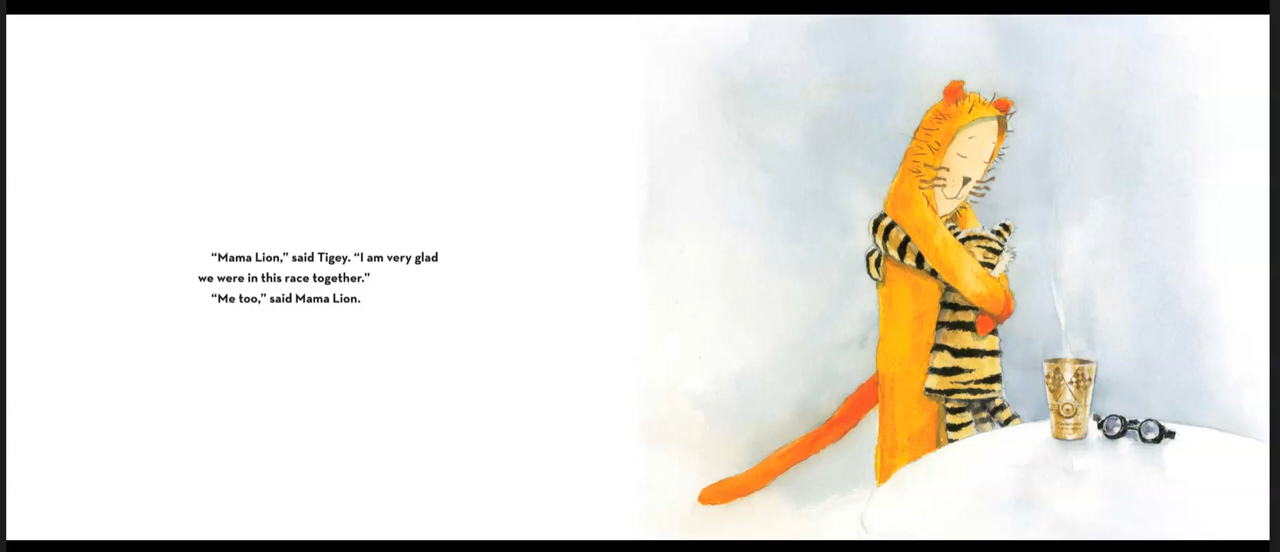 “Mama Lion,” said Tigey. “I am very glad
we were in this race together.”
“Me too,” said Mama Lion.